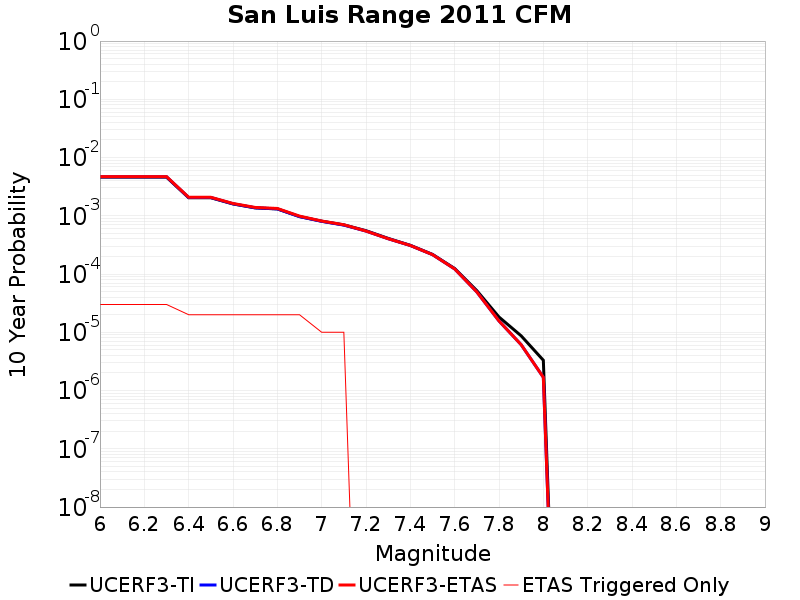 San Luis Range 2011 CFM
10 Year Probability
10^0
10^-1
10^-2
10^-3
10^-4
10^-5
10^-6
10^-7
10^-8
6 6.2 6.4 6.6 6.8 7 7.2 7.4 7.6 7.8 8 8.2 8.4 8.6 8.8 9
Magnitude
UCERF3-TI UCERF3-TD UCERF3-ETAS ETAS Triggered Only